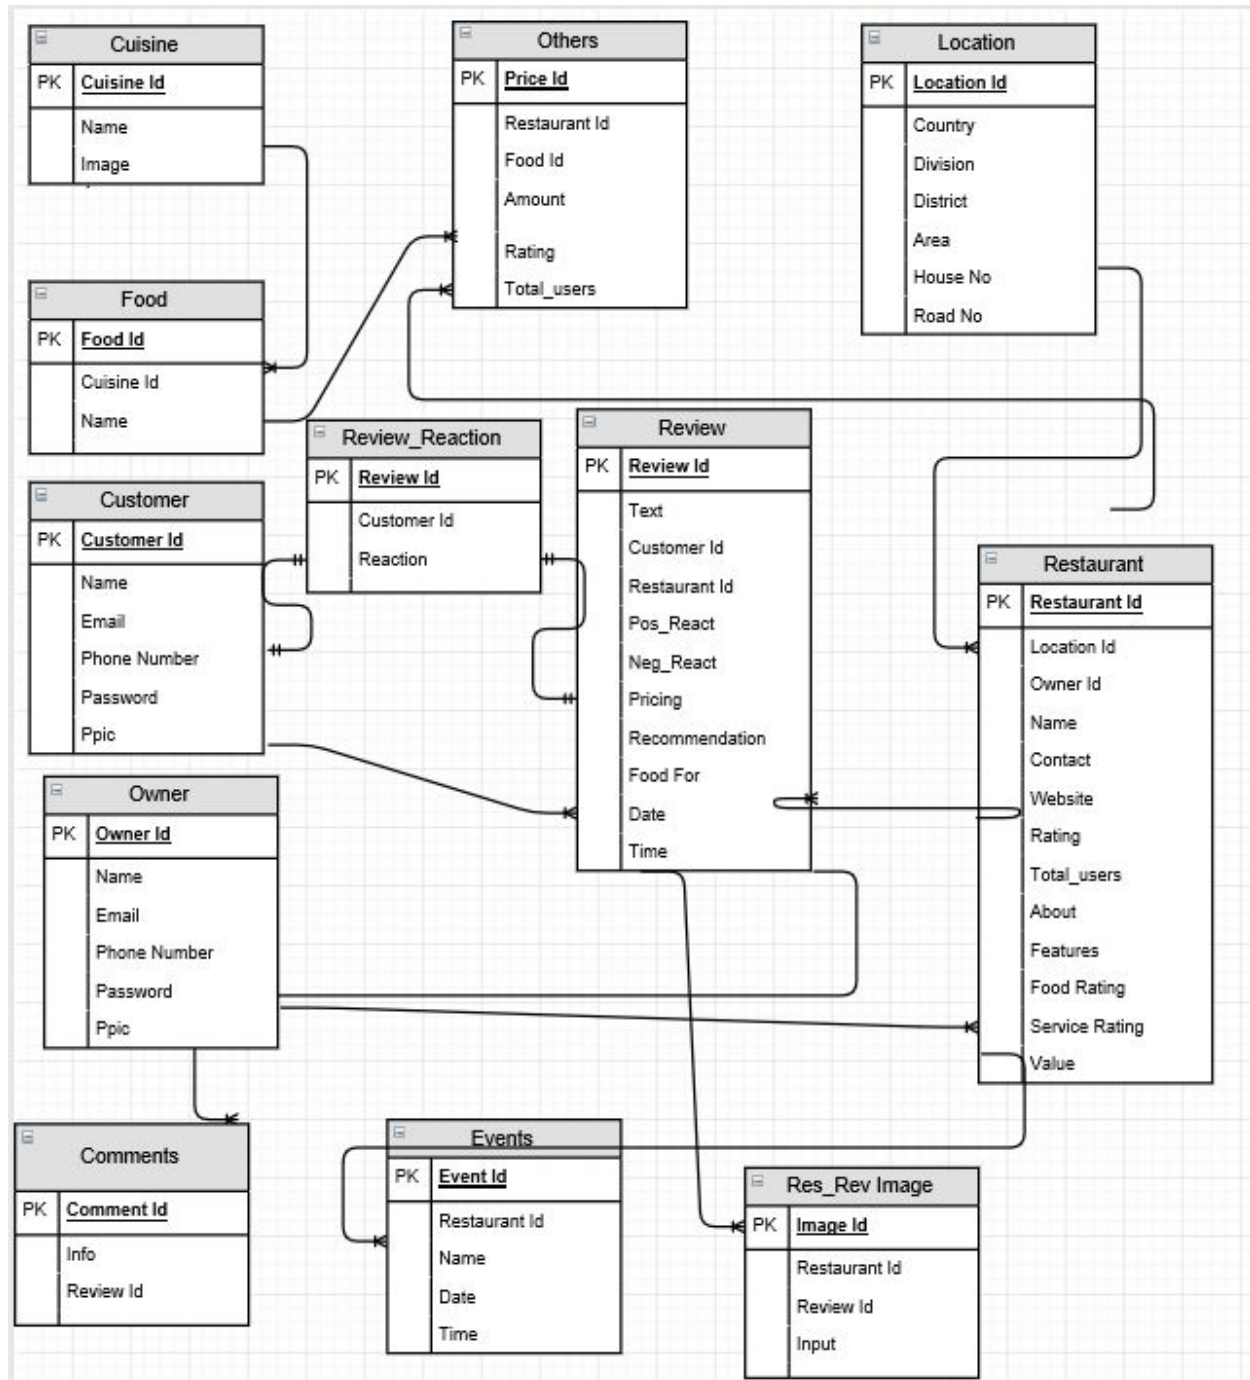 Cuisine
PK Cuisine Id
Name
Image
Others
PK Price Id
Restaurant Id
Food Id
Amount
Rating
Total_users
Location
PK Location Id
Country
Division
District
Area
House No
Road No
Food
PK Food Id
Cuisine Id
Name
Review_Reaction
PK Review Id
Customer Id
Reaction
Review
PK Review Id
Text
Customer Id
Restaurant Id
Pos_React
Neg_React
Pricing
Recommendation
Food For
Date
Time
Customer
PK Customer Id
Name
Email
Phone Number
Password
Ppic
Restaurant
PK Restaurant Id
Location Id
Owner Id
Name
Contact
Website
Rating
Total_users
About
Features
Food Rating
Service Rating
Value
Owner
PK Owner Id
Name
Email
Phone Number
Password
Ppic
Comments
PK Comment Id
Info
Review Id
Events
PK Event Id
Restaurant Id
Name
Date
Time
Res_Rev Image
PK Image Id
Restaurant Id
Review Id
Input